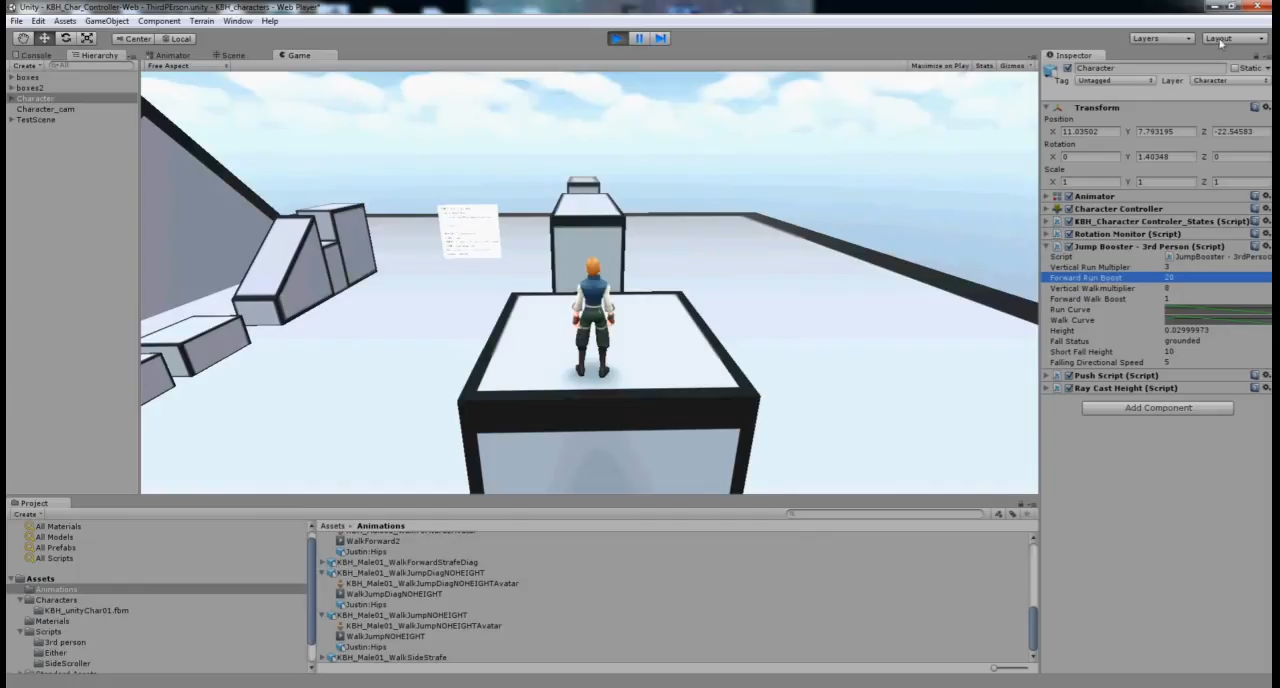 Unity - KBH_Char_Controller-Web - ThirdPErson.unity - KBH_characters - Web Player*
File Edit Assets GameObject Component Terrain Window Help
Center Local Layers Layout
Console Hierarchy Animator Scene Game Inspector
Create All Free Aspect Maximize on Play Stats Gizmos
Character Static
boxes
boxes2
Character
Character_cam
TestScene
Tag Untagged Layer Character
Transform
Position
X 11.03502 Y 7.793195 Z -22.54583
Rotation
X 0 Y 1.40348 Z 0
Scale
X 1 Y 1 Z 1
Animator
Character Controller
KBH_Character Controler_States (Script)
Rotation Monitor (Script)
Jump Booster - 3rd Person (Script)
Script JumpBooster - 3rdPerson
Vertical Run Multipler 3
Forward Run Boost 20
Vertical Walkmultiplier 8
Forward Walk Boost 1
Run Curve
Walk Curve
Height 0.02999973
Fall Status grounded
Short Fall Height 10
Falling Directional Speed 5
Push Script (Script)
Ray Cast Height (Script)
Add Component
Project
Create
All Materials
All Models
All Prefabs
All Scripts
Assets
Animations
Characters
KBH_unityChar01.fbm
Materials
Scripts
3rd person
Either
SideScroller
Standard Assets
Assets Animations
WalkForward2
Justin:Hips
KBH_Male01_WalkForwardStrafeDiag
KBH_Male01_WalkJumpDiagNOHEIGHT
KBH_Male01_WalkJumpDiagNOHEIGHTAvatar
WalkJumpDiagNOHEIGHT
Justin:Hips
KBH_Male01_WalkJumpNOHEIGHT
KBH_Male01_WalkJumpNOHEIGHTAvatar
WalkJumpNOHEIGHT
Justin:Hips
KBH_Male01_WalkSideStrafe